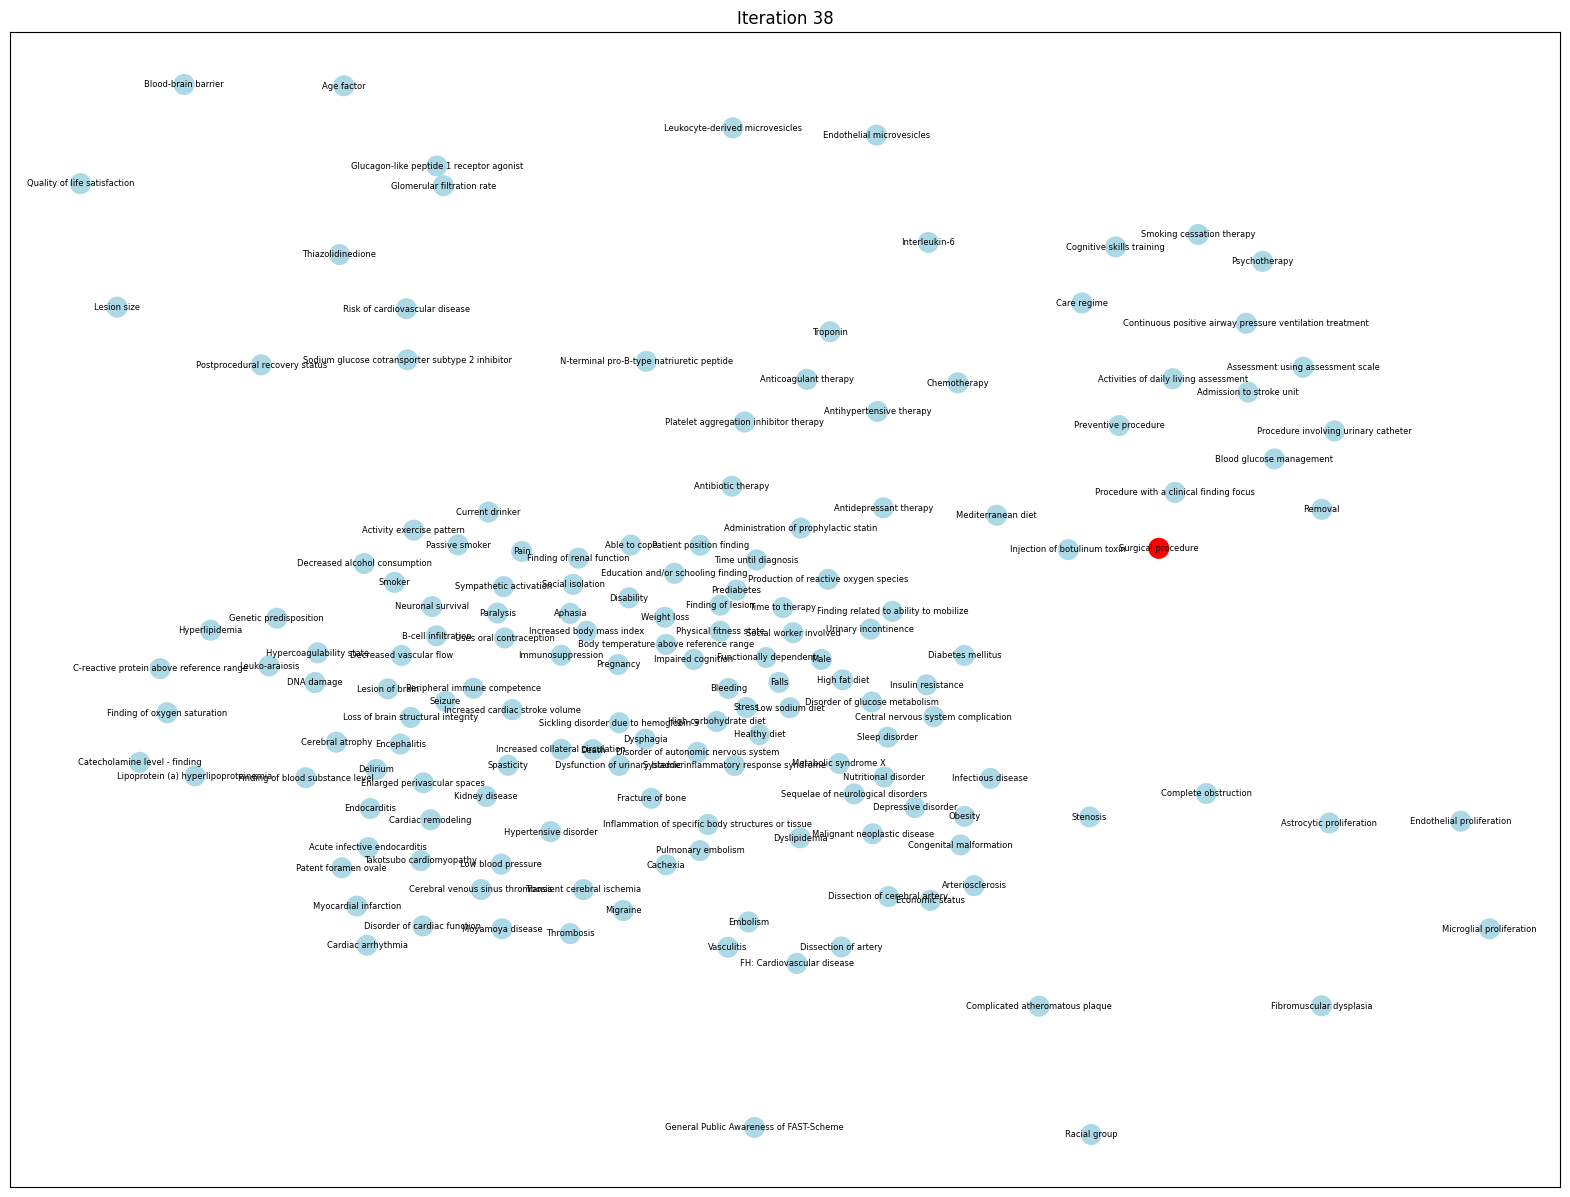 Iteration 38
Blood-brain barrier
Age factor
Leukocyte-derived microvesicles
Endothelial microvesicles
Glucagon-like peptide 1 receptor agonist
Quality of life satisfaction
Glomerular filtration rate
Smoking cessation therapy
Interleukin-6
Cognitive skills training
Thiazolidinedione
Psychotherapy
Care regime
Lesion size
Risk of cardiovascular disease
Continuous positive airway pressure ventilation treatment
Troponin
Sodium glucose cotransporter subtype 2 inhibitor
N-terminal pro-B-type natriuretic peptide
Postprocedural recovery status
Assessment using assessment scale
Anticoagulant therapy
Activities of daily living assessment
Chemotherapy
Admission to stroke unit
Antihypertensive therapy
Platelet aggregation inhibitor therapy
Preventive procedure
Procedure involving urinary catheter
Blood glucose management
Antibiotic therapy
Procedure with a clinical finding focus
Antidepressant therapy
Removal
Current drinker
Mediterranean diet
Administration of prophylactic statin
Activity exercise pattern
Passive smoker
Able to cope
Patient position finding
Injection of botulinum toxin
Surgical procedure
Pain
Finding of renal function
Time until diagnosis
Decreased alcohol consumption
Education and/or schooling finding
Production of reactive oxygen species
Smoker
Sympathetic activation
Social isolation
Prediabetes
Disability
Neuronal survival
Finding of lesion
Time to therapy
Paralysis
Aphasia
Finding related to ability to mobilize
Genetic predisposition
Weight loss
Hyperlipidemia
Increased body mass index
Physical fitness state
Social worker involved
Urinary incontinence
B-cell infiltration
Uses oral contraception
Body temperature above reference range
Hypercoagulability state
Decreased vascular flow
Immunosuppression
Impaired cognition
Functionally dependent
Male
Diabetes mellitus
Leuko-araiosis
C-reactive protein above reference range
Pregnancy
DNA damage
High fat diet
Lesion of brain
Peripheral immune competence
Bleeding
Falls
Insulin resistance
Seizure
Disorder of glucose metabolism
Increased cardiac stroke volume
Stress
Low sodium diet
Finding of oxygen saturation
Loss of brain structural integrity
Central nervous system complication
Sickling disorder due to hemoglobin S
High carbohydrate diet
Healthy diet
Sleep disorder
Dysphagia
Cerebral atrophy
Encephalitis
Increased collateral circulation
Death
Disorder of autonomic nervous system
Catecholamine level - finding
Metabolic syndrome X
Spasticity
Dysfunction of urinary bladder
Systemic inflammatory response syndrome
Delirium
Lipoprotein (a) hyperlipoproteinemia
Finding of blood substance level
Nutritional disorder
Infectious disease
Enlarged perivascular spaces
Sequelae of neurological disorders
Complete obstruction
Kidney disease
Fracture of bone
Endocarditis
Depressive disorder
Obesity
Stenosis
Cardiac remodeling
Endothelial proliferation
Astrocytic proliferation
Inflammation of specific body structures or tissue
Hypertensive disorder
Malignant neoplastic disease
Dyslipidemia
Congenital malformation
Acute infective endocarditis
Pulmonary embolism
Takotsubo cardiomyopathy
Low blood pressure
Cachexia
Patent foramen ovale
Arteriosclerosis
Cerebral venous sinus thrombosis
Transient cerebral ischemia
Dissection of cerebral artery
Economic status
Myocardial infarction
Migraine
Embolism
Disorder of cardiac function
Moyamoya disease
Microglial proliferation
Thrombosis
Cardiac arrhythmia
Vasculitis
Dissection of artery
FH: Cardiovascular disease
Complicated atheromatous plaque
Fibromuscular dysplasia
General Public Awareness of FAST-Scheme
Racial group